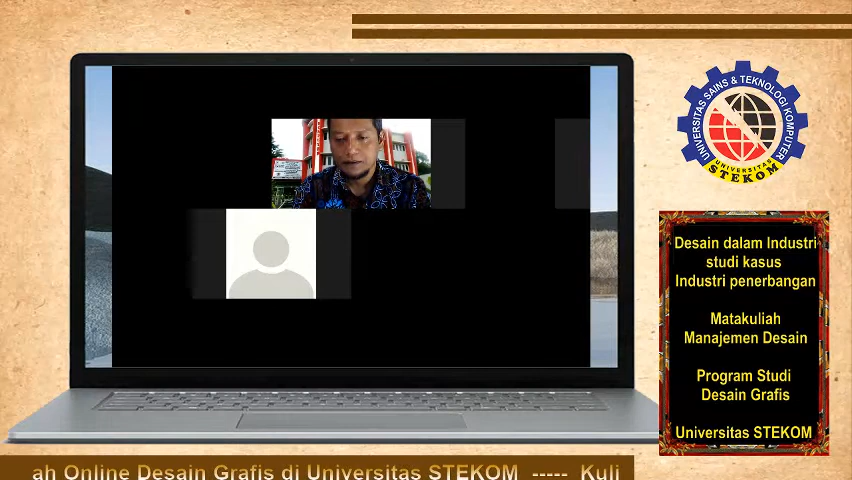 UNIVERSITAS SAINS & TEKNOLOGI KOMPUTER
UNIVERSITAS
STEKOM
Desain dalam Industri
studi kasus
Industri penerbangan
Matakuliah
Manajemen Desain
Program Studi
Desain Grafis
Universitas STEKOM
ah Online Desain Grafis di Universitas STEKOM ----- Kuli